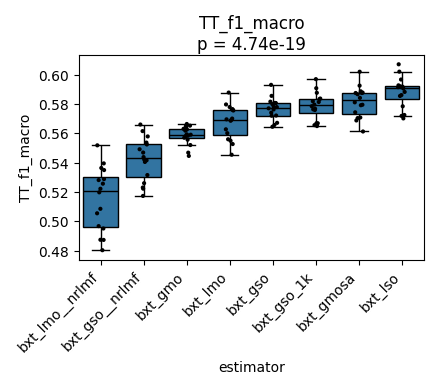 TT_f1_macro
p = 4.74e-19
TT_f1_macro
0.60
0.58
0.56
0.54
0.52
0.50
0.48
bxt_lmo__nrlmf
bxt_gso__nrlmf
bxt_gmo
bxt_lmo
bxt_gso
bxt_gso_1k
bxt_gmosa
bxt_lso
estimator